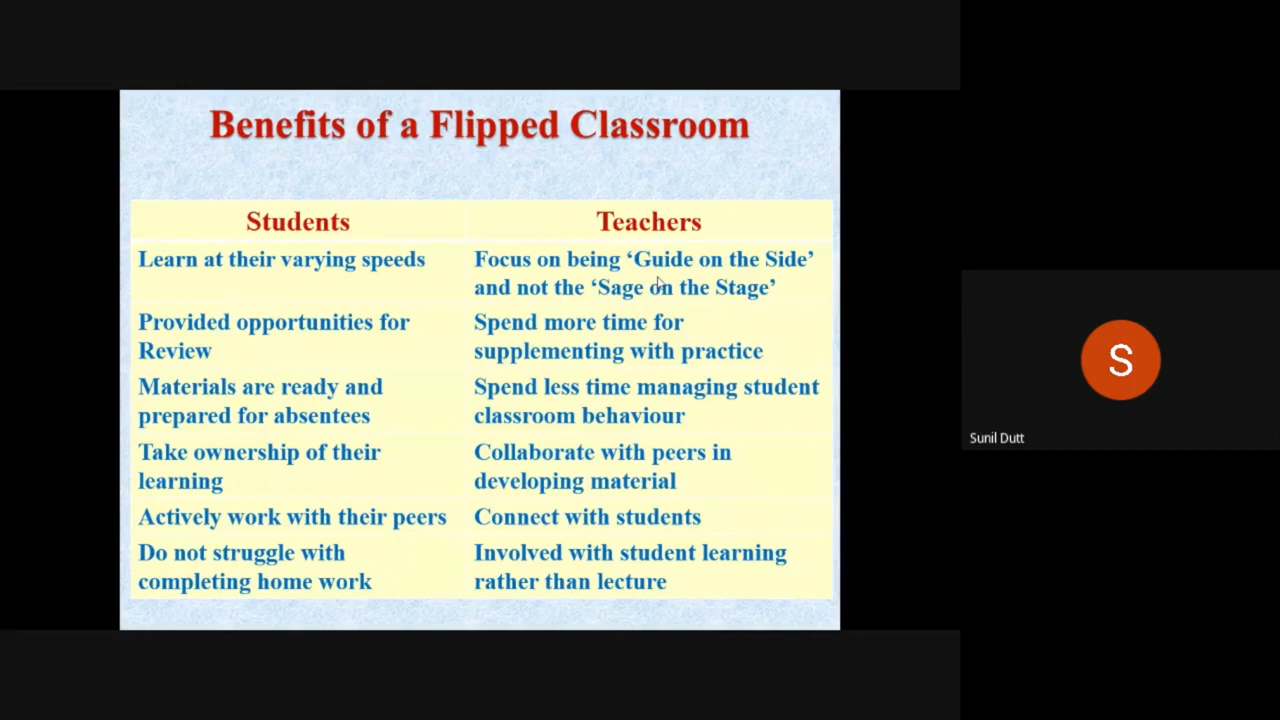 Benefits of a Flipped Classroom
Students
Teachers
Learn at their varying speeds
Focus on being ‘Guide on the Side’
and not the ‘Sage on the Stage’
Provided opportunities for
Review
Spend more time for
supplementing with practice
Materials are ready and
prepared for absentees
Spend less time managing student
classroom behaviour
Take ownership of their
learning
Collaborate with peers in
developing material
Actively work with their peers
Connect with students
Do not struggle with
completing home work
Involved with student learning
rather than lecture
S
Sunil Dutt